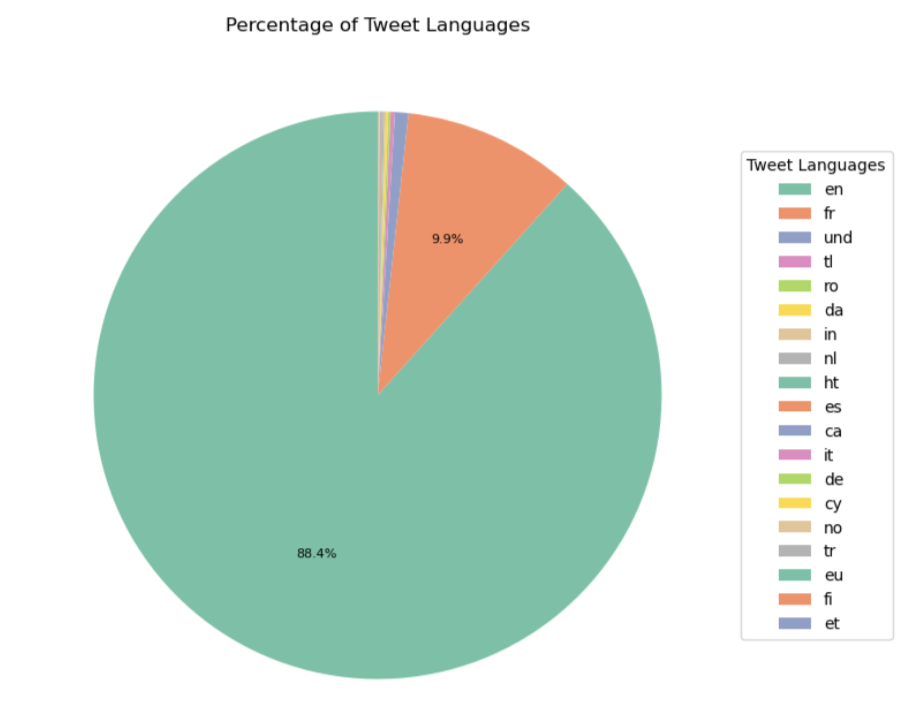 Percentage of Tweet Languages
9.9%
88.4%
Tweet Languages
en
fr
und
tl
ro
da
in
nl
ht
es
ca
it
de
cy
no
tr
eu
fi
et